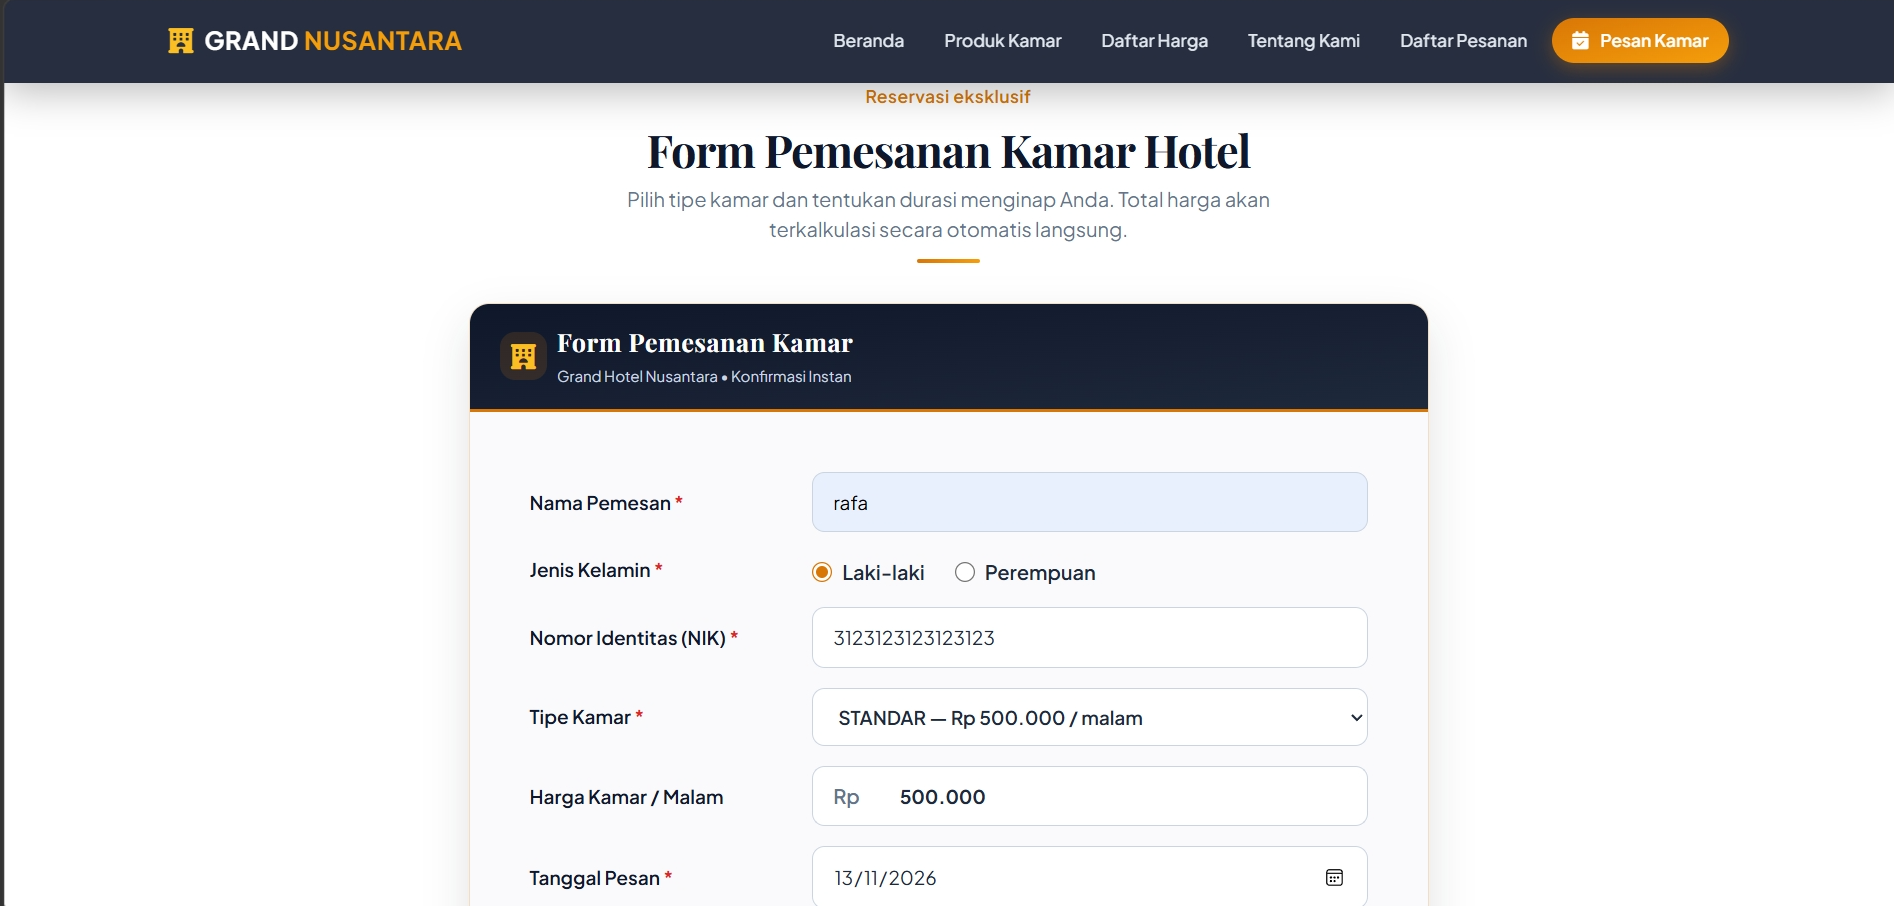 GRAND NUSANTARA
Beranda
Produk Kamar
Daftar Harga
Tentang Kami
Daftar Pesanan
Pesan Kamar
Reservasi eksklusif
Form Pemesanan Kamar Hotel
Pilih tipe kamar dan tentukan durasi menginap Anda. Total harga akan
terkalkulasi secara otomatis langsung.
Form Pemesanan Kamar
Grand Hotel Nusantara • Konfirmasi Instan
Nama Pemesan *
rafa
Jenis Kelamin *
Laki-laki
Perempuan
Nomor Identitas (NIK) *
3123123123123123
Tipe Kamar *
STANDAR — Rp 500.000 / malam
Harga Kamar / Malam
Rp 500.000
Tanggal Pesan *
13/11/2026